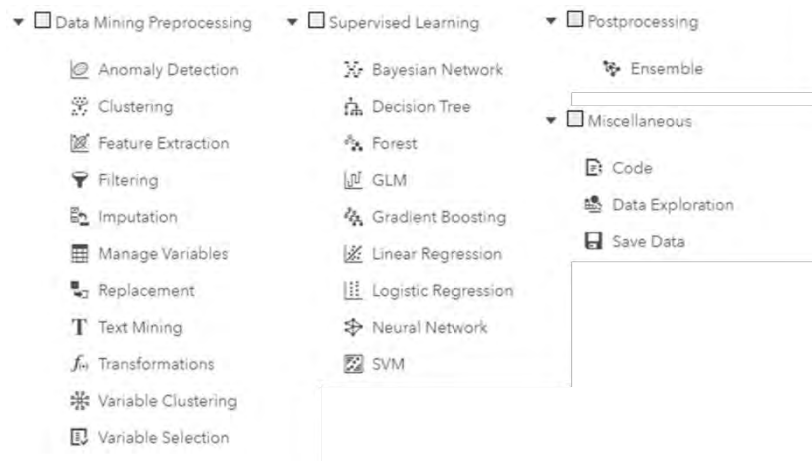 Data Mining Preprocessing
Anomaly Detection
Clustering
Feature Extraction
Filtering
Imputation
Manage Variables
Replacement
Text Mining
Transformations
Variable Clustering
Variable Selection
Supervised Learning
Bayesian Network
Decision Tree
Forest
GLM
Gradient Boosting
Linear Regression
Logistic Regression
Neural Network
SVM
Postprocessing
Ensemble
Miscellaneous
Code
Data Exploration
Save Data